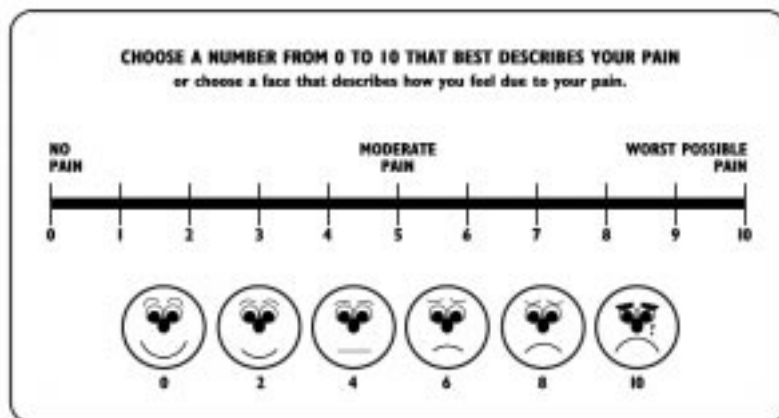 CHOOSE A NUMBER FROM 0 TO 10 THAT BEST DESCRIBES YOUR PAIN
or choose a face that describes how you feel due to your pain.
NO PAIN
MODERATE PAIN
WORST POSSIBLE PAIN
0 1 2 3 4 5 6 7 8 9 10
0 2 4 6 8 10